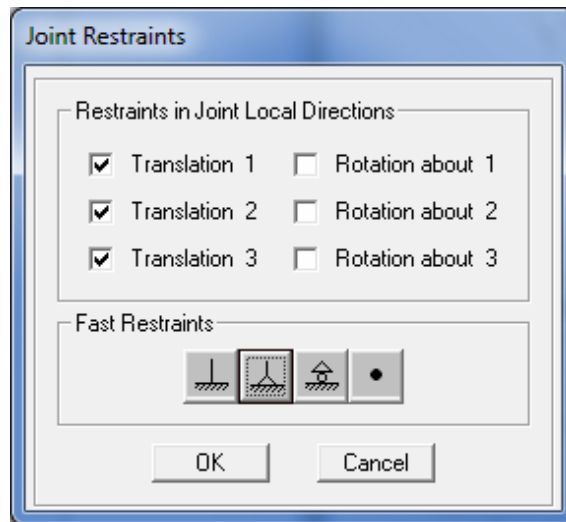 Joint Restraints
Restraints in Joint Local Directions
Translation 1 Rotation about 1
Translation 2 Rotation about 2
Translation 3 Rotation about 3
Fast Restraints
OK Cancel